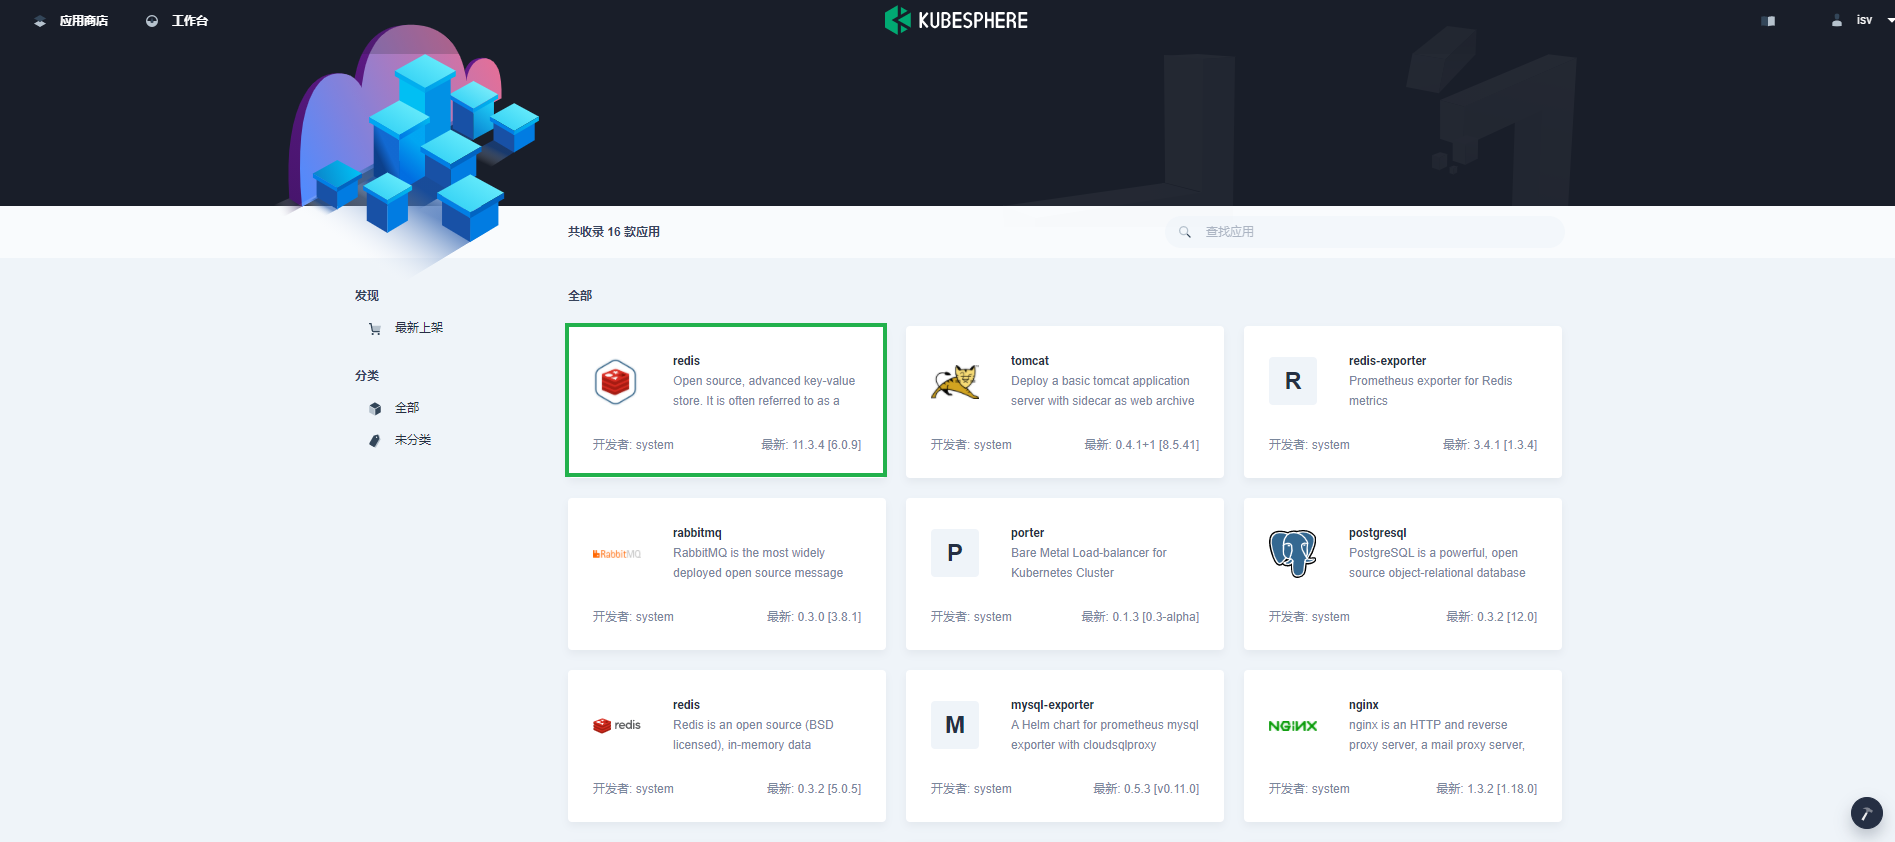 应用商店
工作台
KUBESPHERE
isv
共收录 16 款应用
查找应用
发现
最新上架
分类
全部
未分类
全部
redis
Open source, advanced key-value
store. It is often referred to as a
开发者: system
最新: 11.3.4 [6.0.9]
tomcat
Deploy a basic tomcat application
server with sidecar as web archive
开发者: system
最新: 0.4.1+1 [8.5.41]
R
redis-exporter
Prometheus exporter for Redis
metrics
开发者: system
最新: 3.4.1 [1.3.4]
RabbitMQ
rabbitmq
RabbitMQ is the most widely
deployed open source message
开发者: system
最新: 0.3.0 [3.8.1]
P
porter
Bare Metal Load-balancer for
Kubernetes Cluster
开发者: system
最新: 0.1.3 [0.3-alpha]
postgresql
PostgreSQL is a powerful, open
source object-relational database
开发者: system
最新: 0.3.2 [12.0]
redis
redis
Redis is an open source (BSD
licensed), in-memory data
开发者: system
最新: 0.3.2 [5.0.5]
M
mysql-exporter
A Helm chart for prometheus mysql
exporter with cloudsqlproxy
开发者: system
最新: 0.5.3 [v0.11.0]
NGINX
nginx
nginx is an HTTP and reverse
proxy server, a mail proxy server,
开发者: system
最新: 1.3.2 [1.18.0]